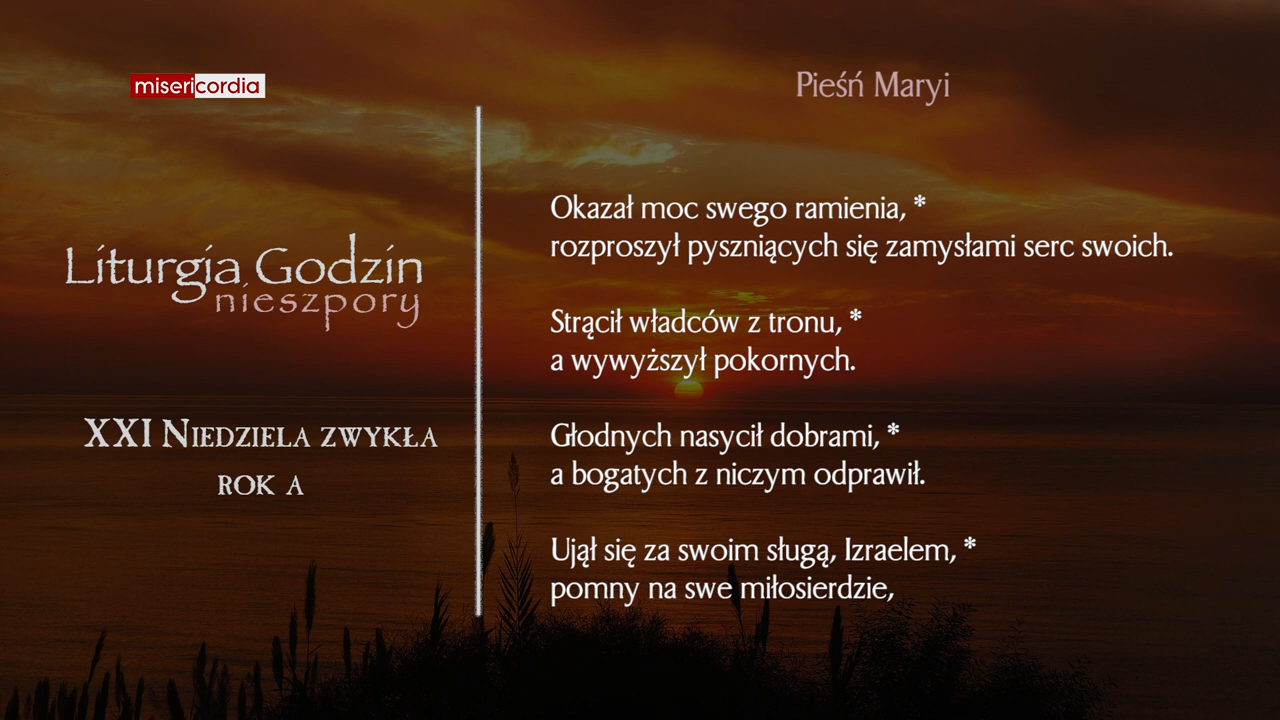 misericordia
Liturgia Godzin
nieszpory
XXI Niedziela zwykła
rok A
Pieśń Maryi
Okazał moc swego ramienia, *
rozproszył pyszniących się zamysłami serc swoich.
Strącił władców z tronu, *
a wywyższył pokornych.
Głodnych nasycił dobrami, *
a bogatych z niczym odprawił.
Ujął się za swoim sługą, Izraelem, *
pomny na swe miłosierdzie,